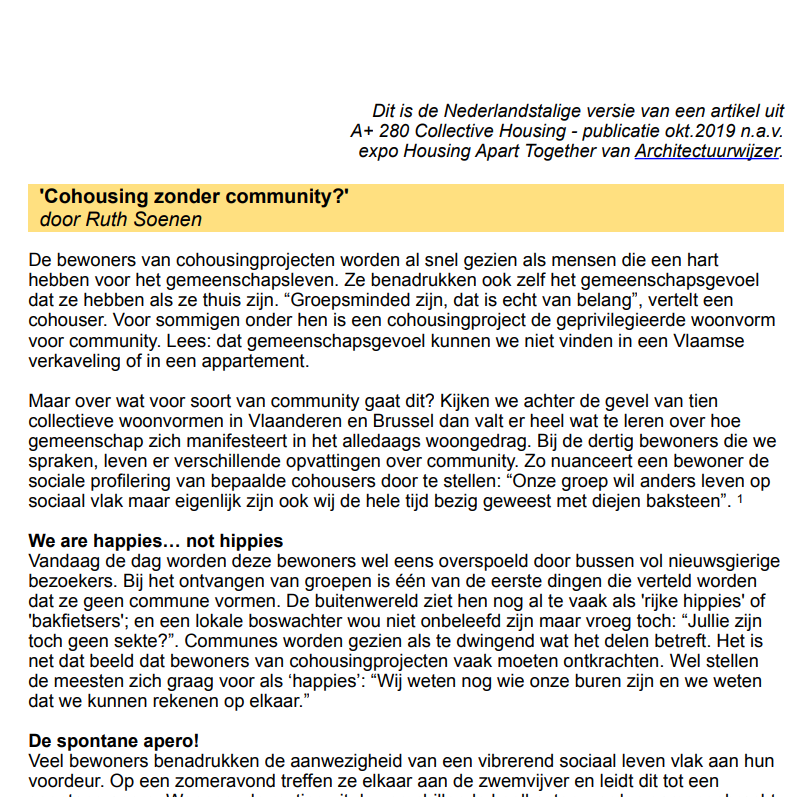 Dit is de Nederlandstalige versie van een artikel uit
A+ 280 Collective Housing - publicatie okt.2019 n.a.v.
expo Housing Apart Together van Architectuurwijzer.
'Cohousing zonder community?'
door Ruth Soenen
De bewoners van cohousingprojecten worden al snel gezien als mensen die een hart
hebben voor het gemeenschapsleven. Ze benadrukken ook zelf het gemeenschapsgevoel
dat ze hebben als ze thuis zijn. “Groepsminded zijn, dat is echt van belang”, vertelt een
cohouser. Voor sommigen onder hen is een cohousingproject de geprivilegieerde woonvorm
voor community. Lees: dat gemeenschapsgevoel kunnen we niet vinden in een Vlaamse
verkaveling of in een appartement.
Maar over wat voor soort van community gaat dit? Kijken we achter de gevel van tien
collectieve woonvormen in Vlaanderen en Brussel dan valt er heel wat te leren over hoe
gemeenschap zich manifesteert in het alledaags woongedrag. Bij de dertig bewoners die we
spraken, leven er verschillende opvattingen over community. Zo nuanceert een bewoner de
sociale profilering van bepaalde cohousers door te stellen: “Onze groep wil anders leven op
sociaal vlak maar eigenlijk zijn ook wij de hele tijd bezig geweest met diejen baksteen”. 1
We are happies… not hippies
Vandaag de dag worden deze bewoners wel eens overspoeld door bussen vol nieuwsgierige
bezoekers. Bij het ontvangen van groepen is één van de eerste dingen die verteld worden
dat ze geen commune vormen. De buitenwereld ziet hen nog al te vaak als 'rijke hippies' of
'bakfietsers'; en een lokale boswachter wou niet onbeleefd zijn maar vroeg toch: “Jullie zijn
toch geen sekte?”. Communes worden gezien als te dwingend wat het delen betreft. Het is
net dat beeld dat bewoners van cohousingprojecten vaak moeten ontkrachten. Wel stellen
de meesten zich graag voor als ‘happies’: “Wij weten nog wie onze buren zijn en we weten
dat we kunnen rekenen op elkaar.”
De spontane apero!
Veel bewoners benadrukken de aanwezigheid van een vibrerend sociaal leven vlak aan hun
voordeur. Op een zomeravond treffen ze elkaar aan de zwemvijver en leidt dit tot een